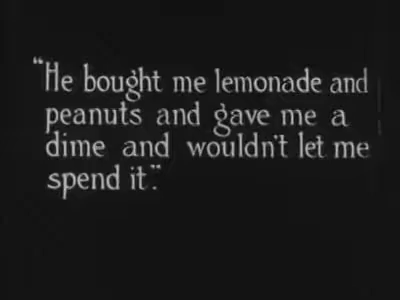 "He bought me lemonade and
peanuts and gave me a
dime and wouldn't let me
spend it".